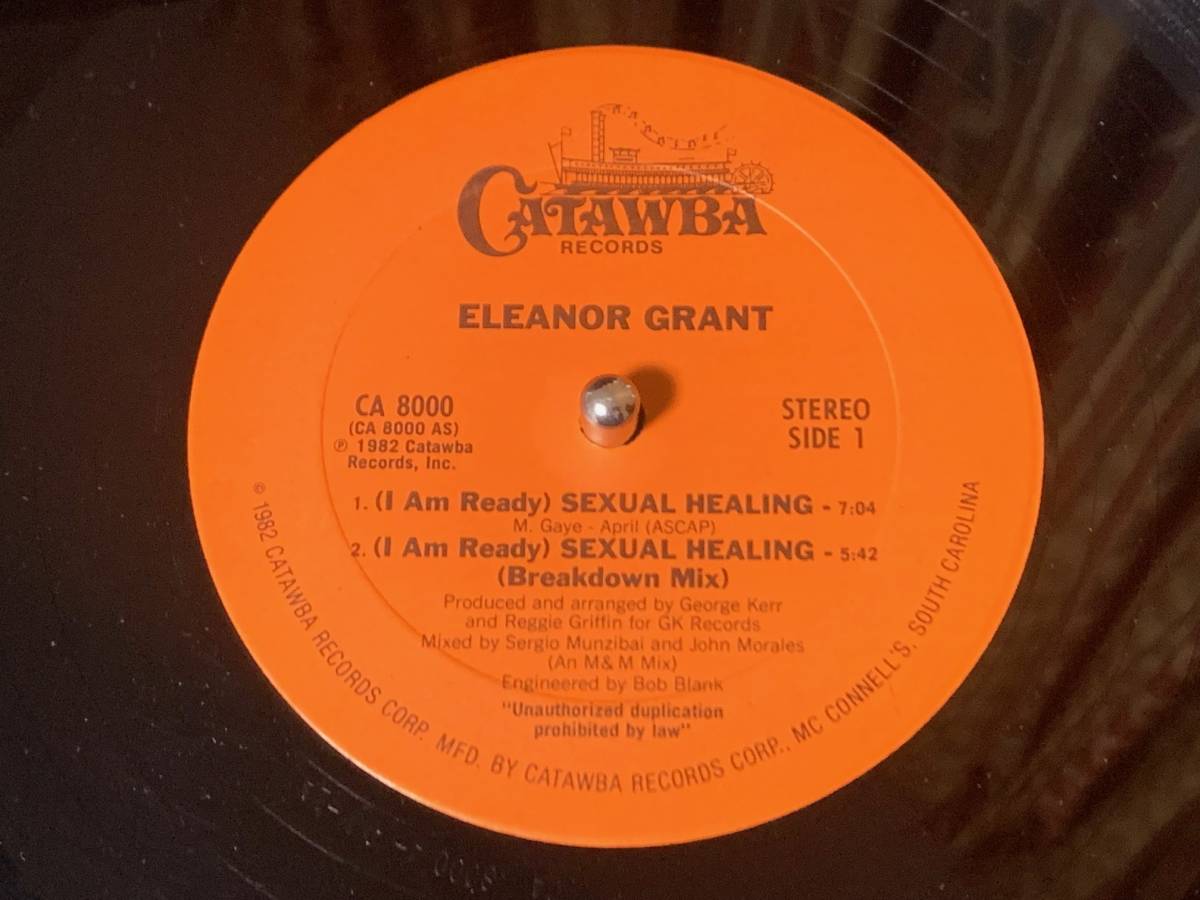 CATAWBA
RECORDS
ELEANOR GRANT
CA 8000
(CA 8000 AS)
℗ 1982 Catawba
Records, Inc.
STEREO
SIDE 1
1. (I Am Ready) SEXUAL HEALING - 7:04
M. Gaye - April (ASCAP)
2. (I Am Ready) SEXUAL HEALING - 5:42
(Breakdown Mix)
Produced and arranged by George Kerr
and Reggie Griffin for GK Records
Mixed by Sergio Munzibai and John Morales
(An M&M Mix)
Engineered by Bob Blank
"Unauthorized duplication
prohibited by law"
© 1982 CATAWBA RECORDS CORP. MFD. BY CATAWBA RECORDS CORP., MC CONNELL'S, SOUTH CAROLINA